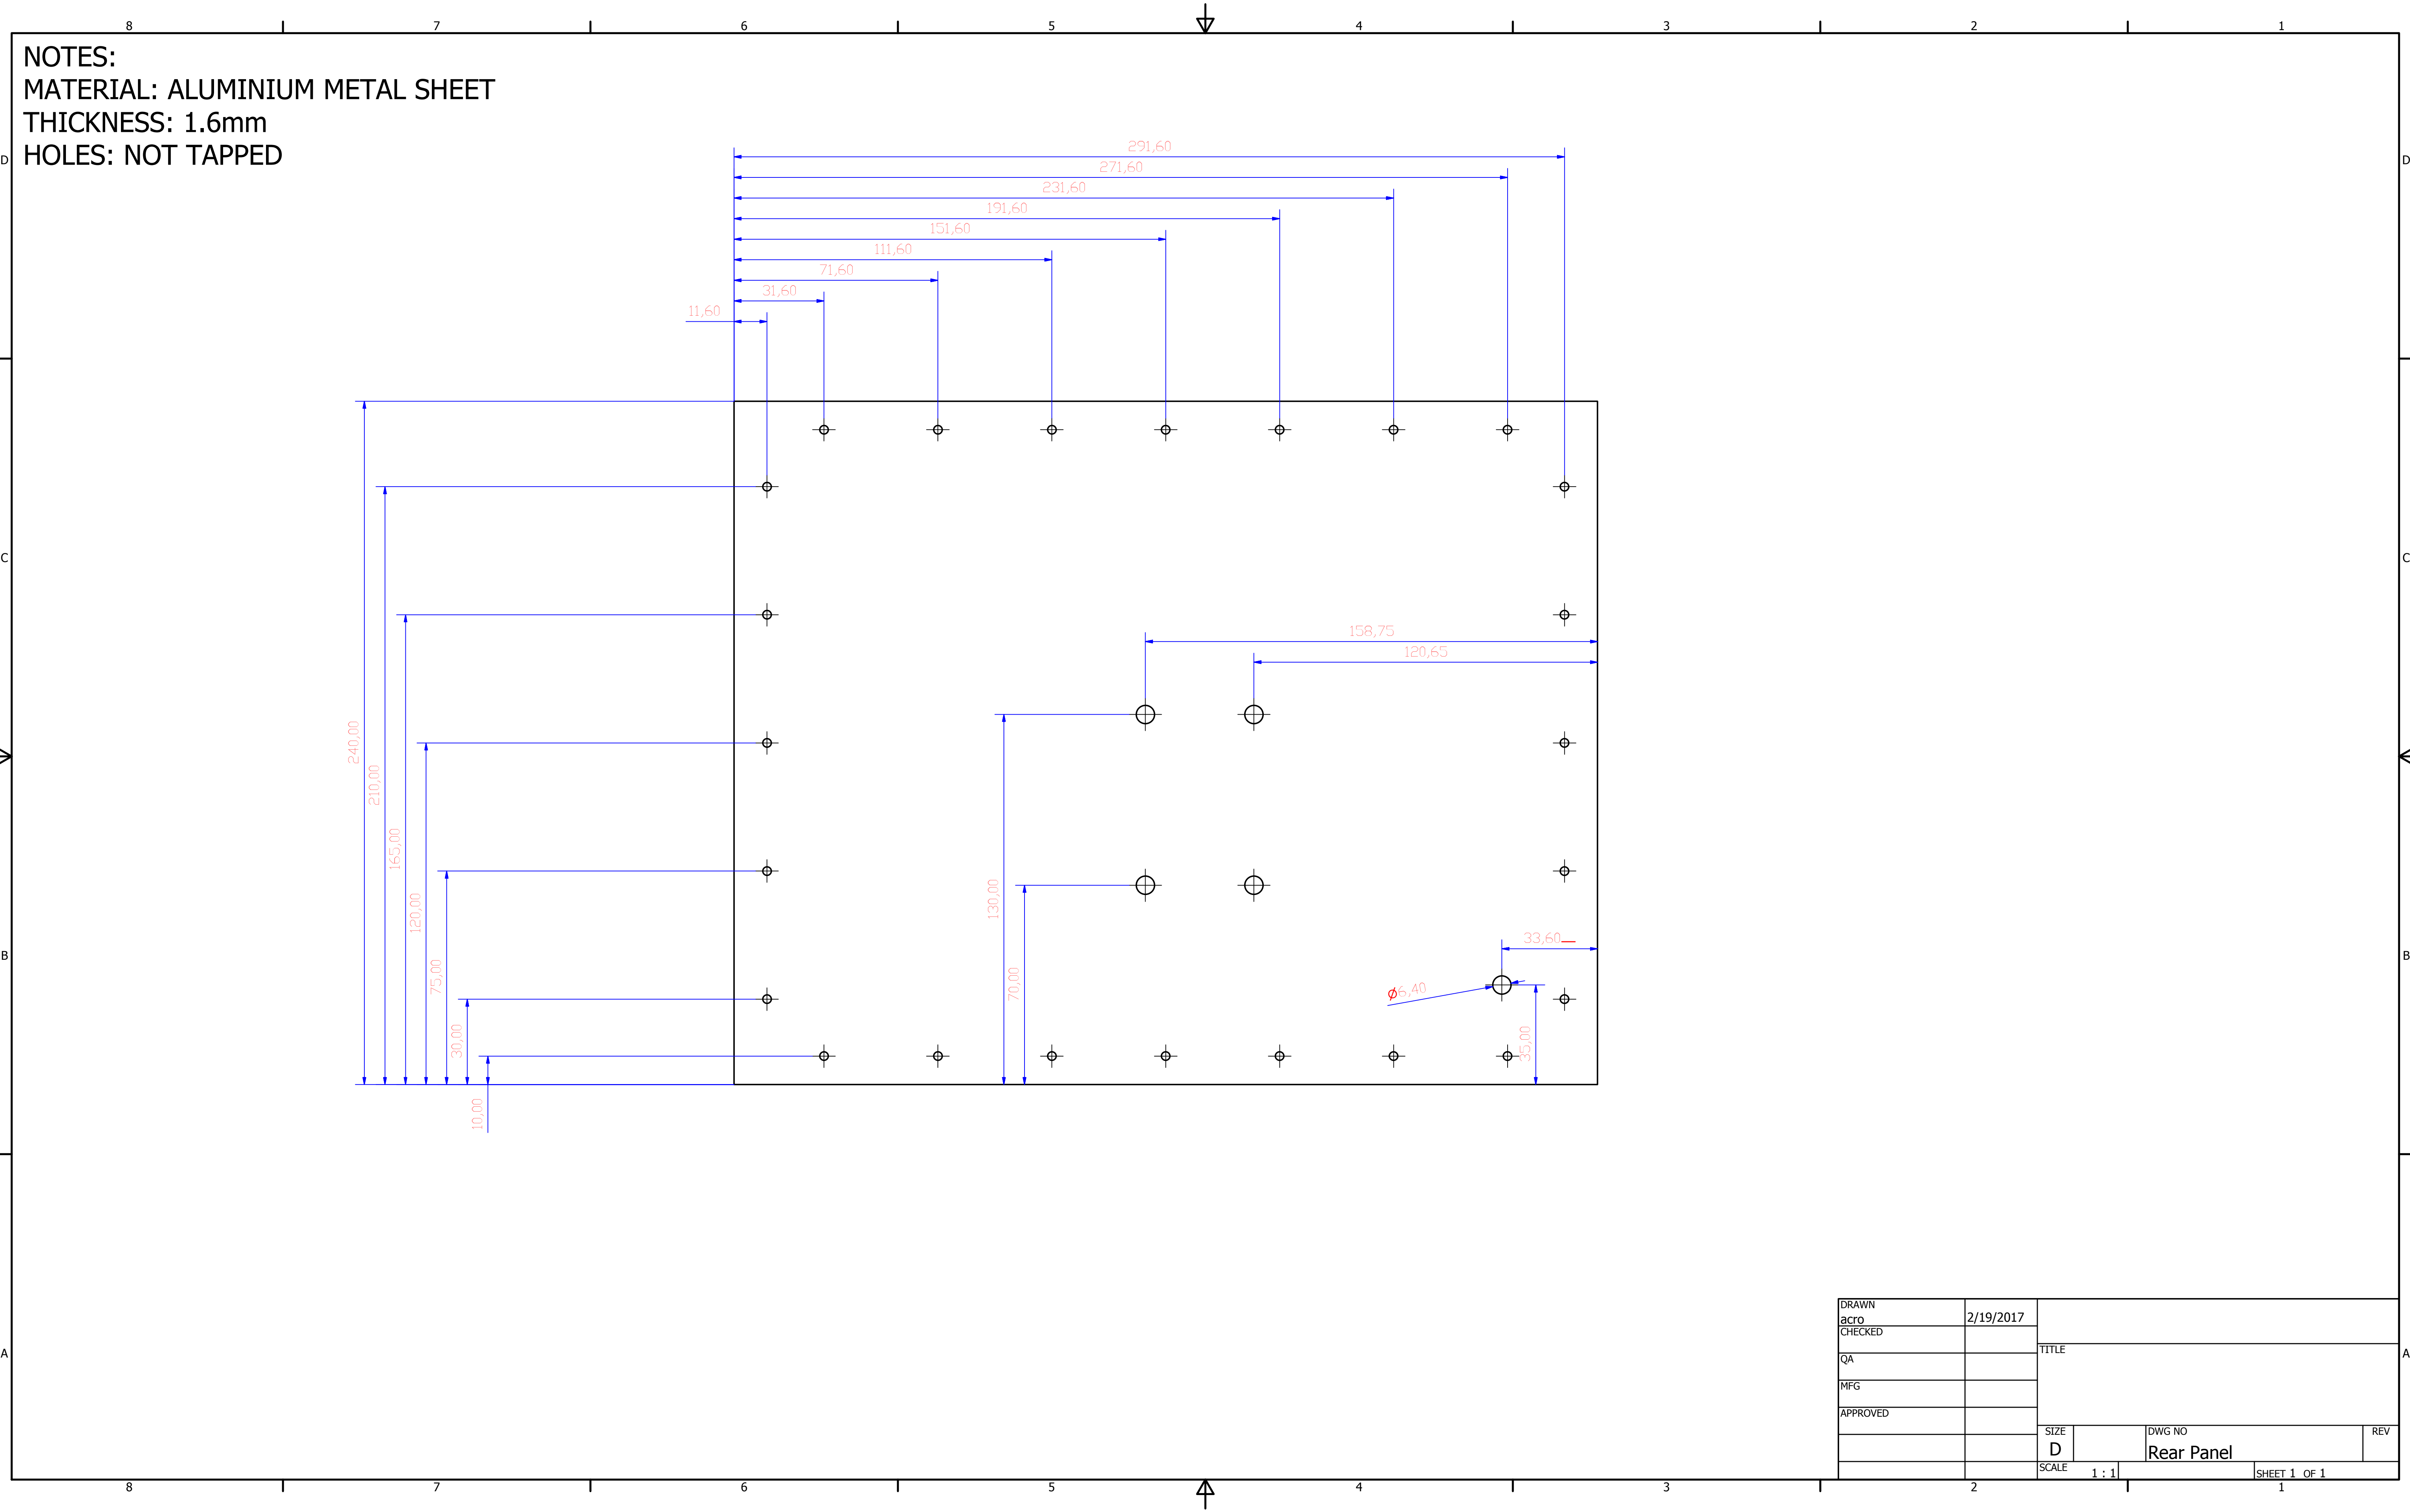 8 7 6 5 4 3 2 1
NOTES:
MATERIAL: ALUMINIUM METAL SHEET
THICKNESS: 1.6mm
HOLES: NOT TAPPED
D D
291,60
271,60
231,60
191,60
151,60
111,60
71,60
31,60
11,60
C C
158,75
120,65
240,00
210,00
165,00
120,00
75,00
30,00
10,00
130,00
70,00
33,60
⌀6,40
35,00
B B
A A
DRAWN
acro 2/19/2017
CHECKED
QA
MFG
APPROVED
TITLE
SIZE
D
DWG NO
Rear Panel
REV
SCALE 1 : 1
SHEET 1 OF 1
8 7 6 5 4 3 2 1